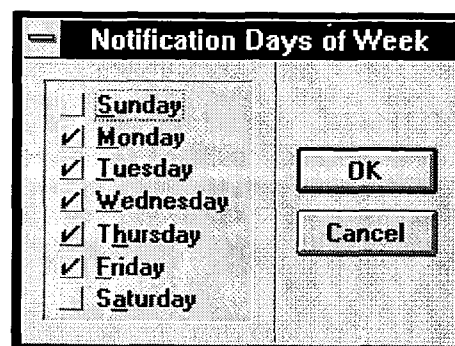 Notification Days of Week
Sunday
Monday
Tuesday
Wednesday
Thursday
Friday
Saturday
OK
Cancel